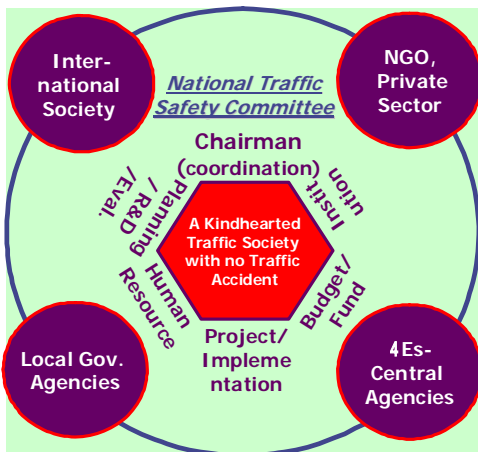 Inter-
national
Society
National Traffic
Safety Committee
NGO,
Private
Sector
Chairman
(coordination)
Planning
/ R&D
/Eval.
Instit
ution
A Kindhearted
Traffic Society
with no Traffic
Accident
Human
Resource
Budget/
Fund
Project/
Impleme
ntation
Local Gov.
Agencies
4Es-
Central
Agencies